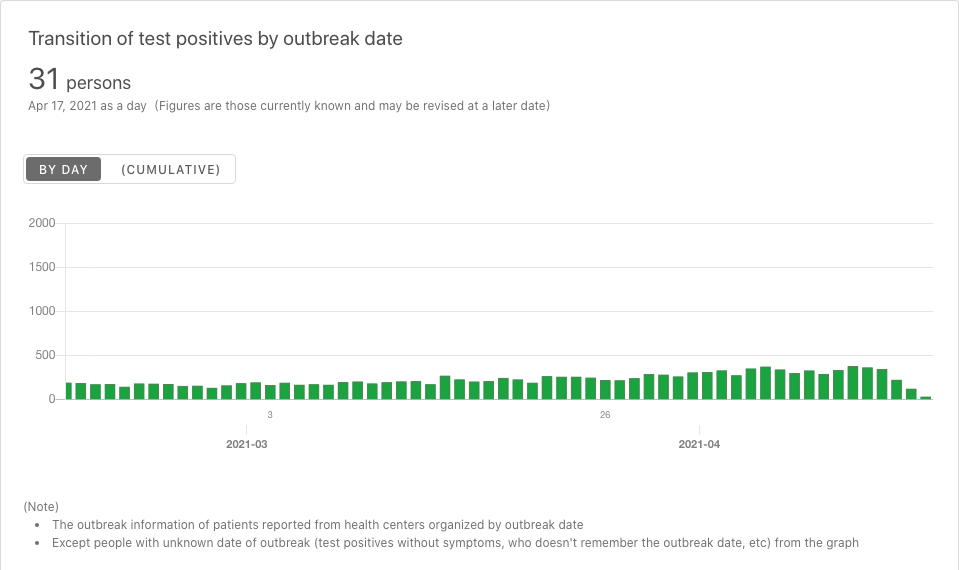 Transition of test positives by outbreak date
31 persons
Apr 17, 2021 as a day (Figures are those currently known and may be revised at a later date)
BY DAY (CUMULATIVE)
2000
1500
1000
500
0
3 26
2021-03 2021-04
(Note)
• The outbreak information of patients reported from health centers organized by outbreak date
• Except people with unknown date of outbreak (test positives without symptoms, who doesn't remember the outbreak date, etc) from the graph